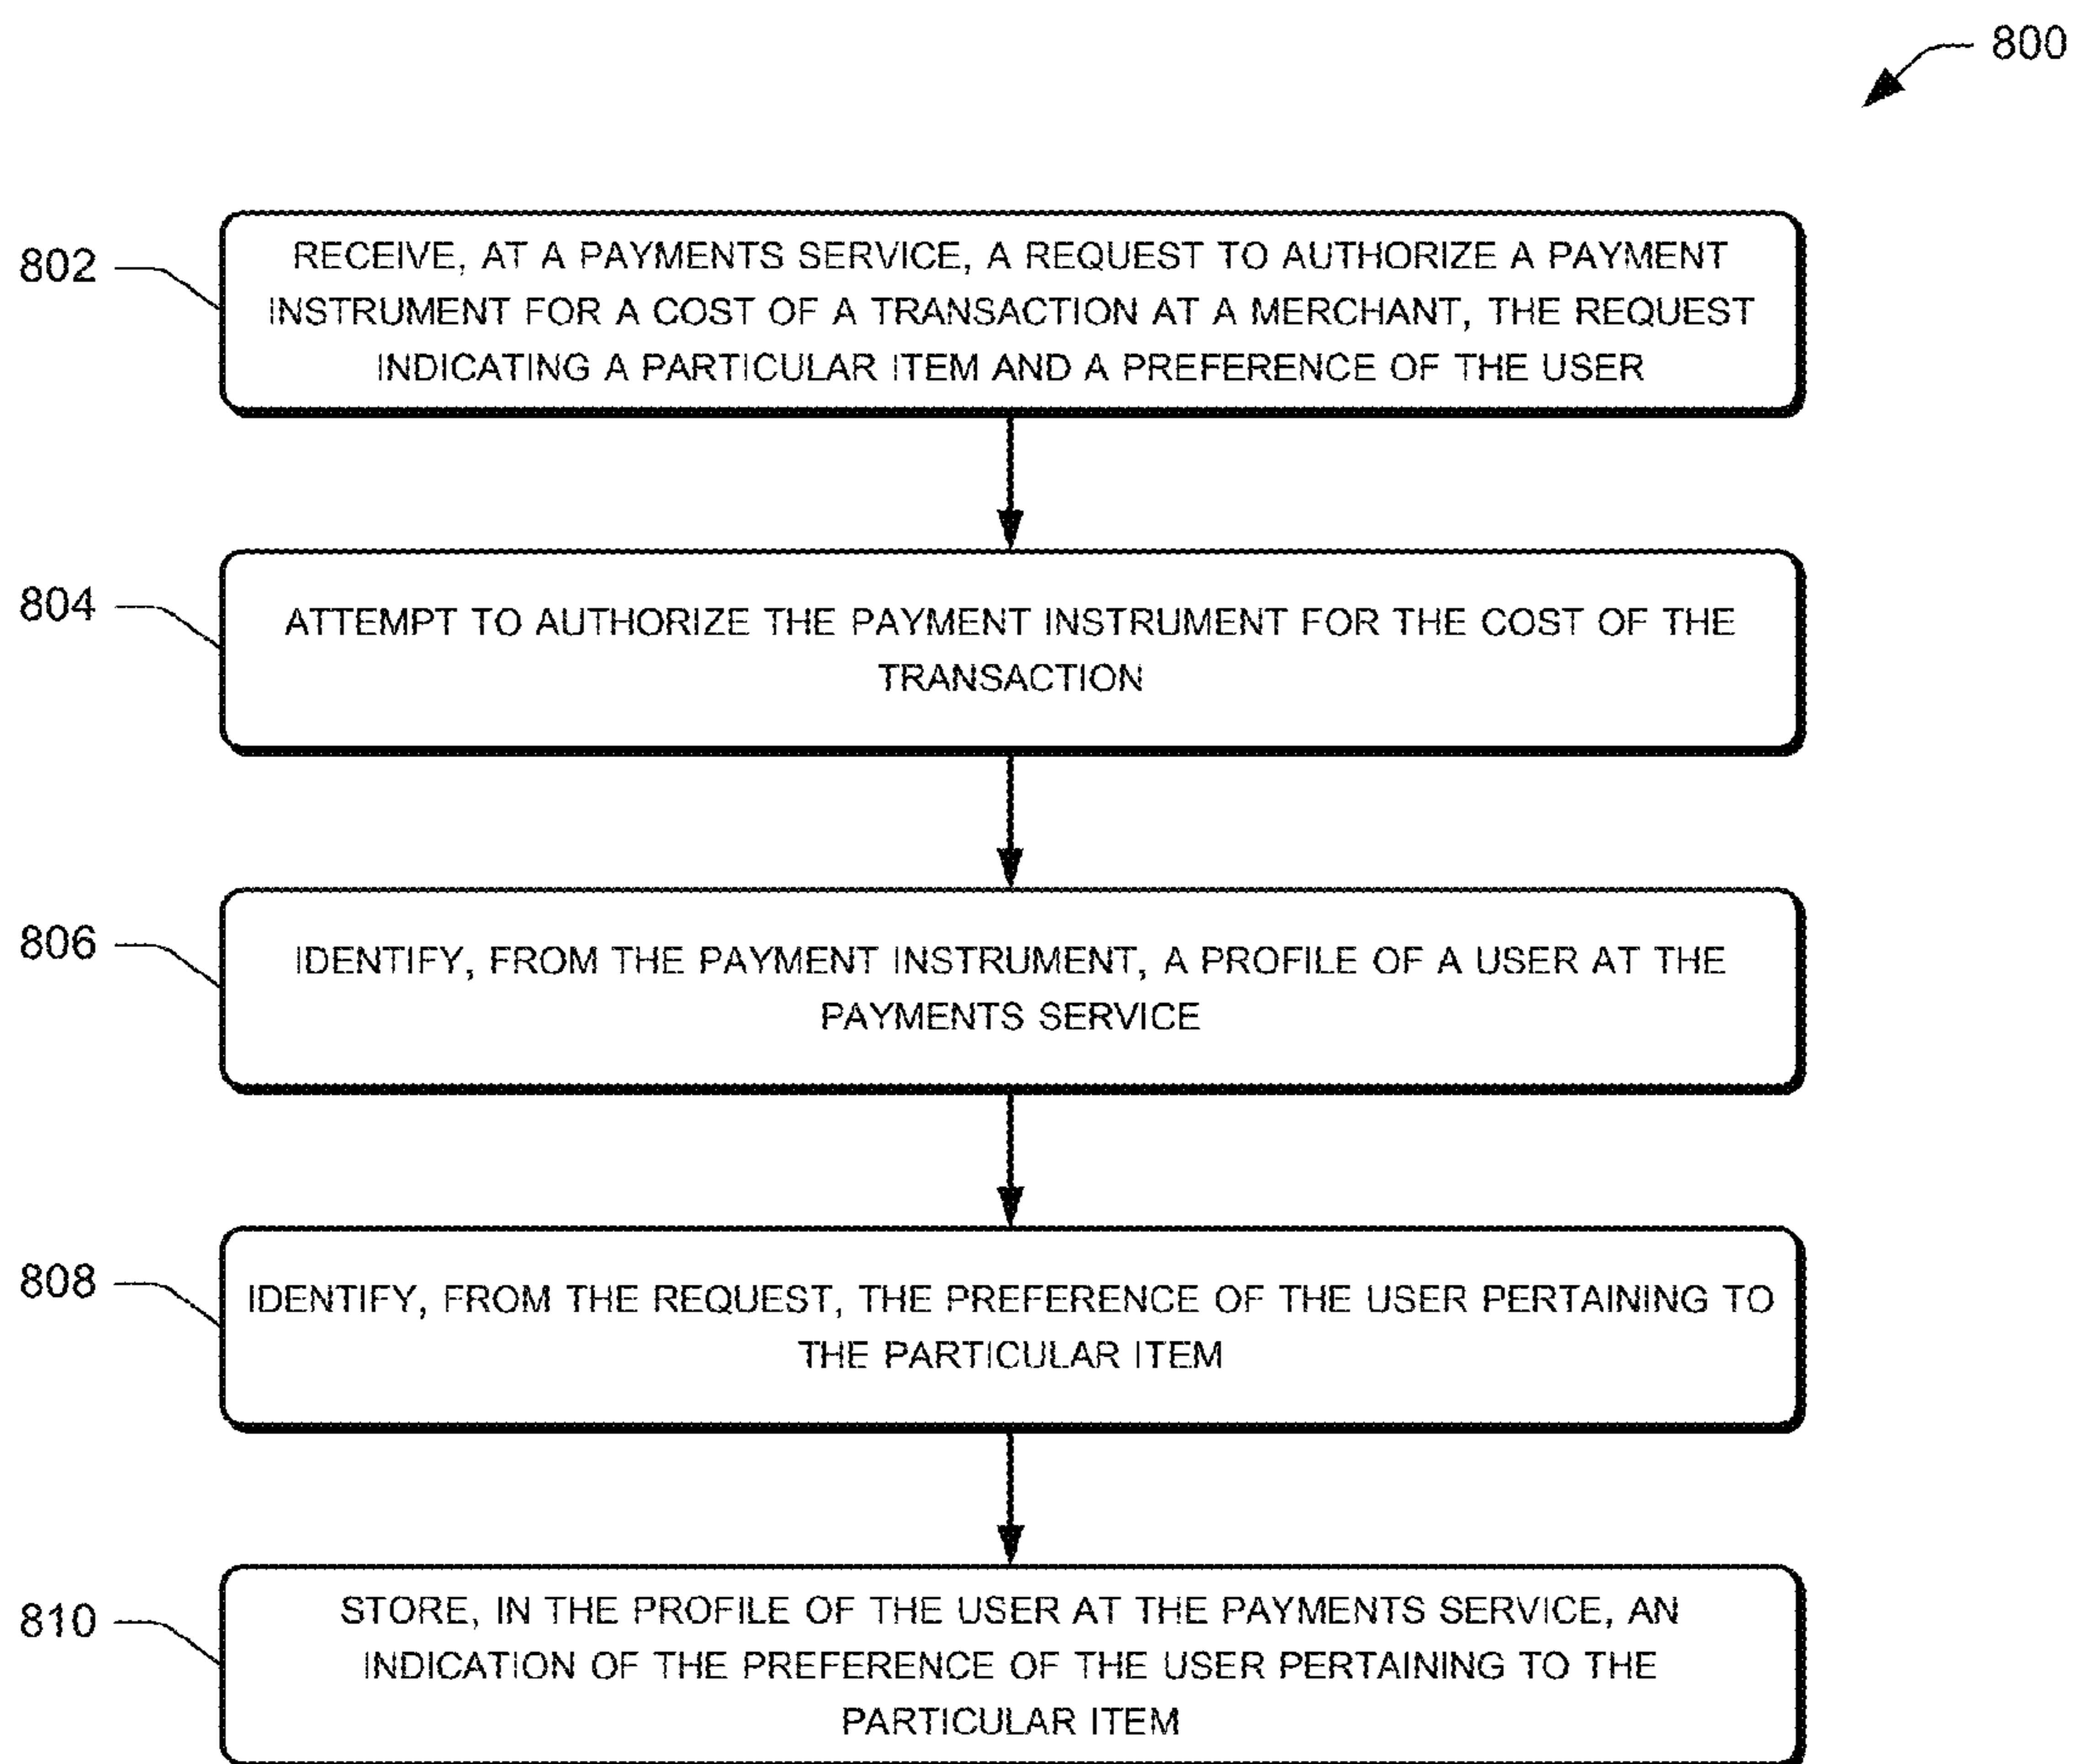 800
802
RECEIVE, AT A PAYMENTS SERVICE, A REQUEST TO AUTHORIZE A PAYMENT
INSTRUMENT FOR A COST OF A TRANSACTION AT A MERCHANT, THE REQUEST
INDICATING A PARTICULAR ITEM AND A PREFERENCE OF THE USER
804
ATTEMPT TO AUTHORIZE THE PAYMENT INSTRUMENT FOR THE COST OF THE
TRANSACTION
806
IDENTIFY, FROM THE PAYMENT INSTRUMENT, A PROFILE OF A USER AT THE
PAYMENTS SERVICE
808
IDENTIFY, FROM THE REQUEST, THE PREFERENCE OF THE USER PERTAINING TO
THE PARTICULAR ITEM
810
STORE, IN THE PROFILE OF THE USER AT THE PAYMENTS SERVICE, AN
INDICATION OF THE PREFERENCE OF THE USER PERTAINING TO THE
PARTICULAR ITEM